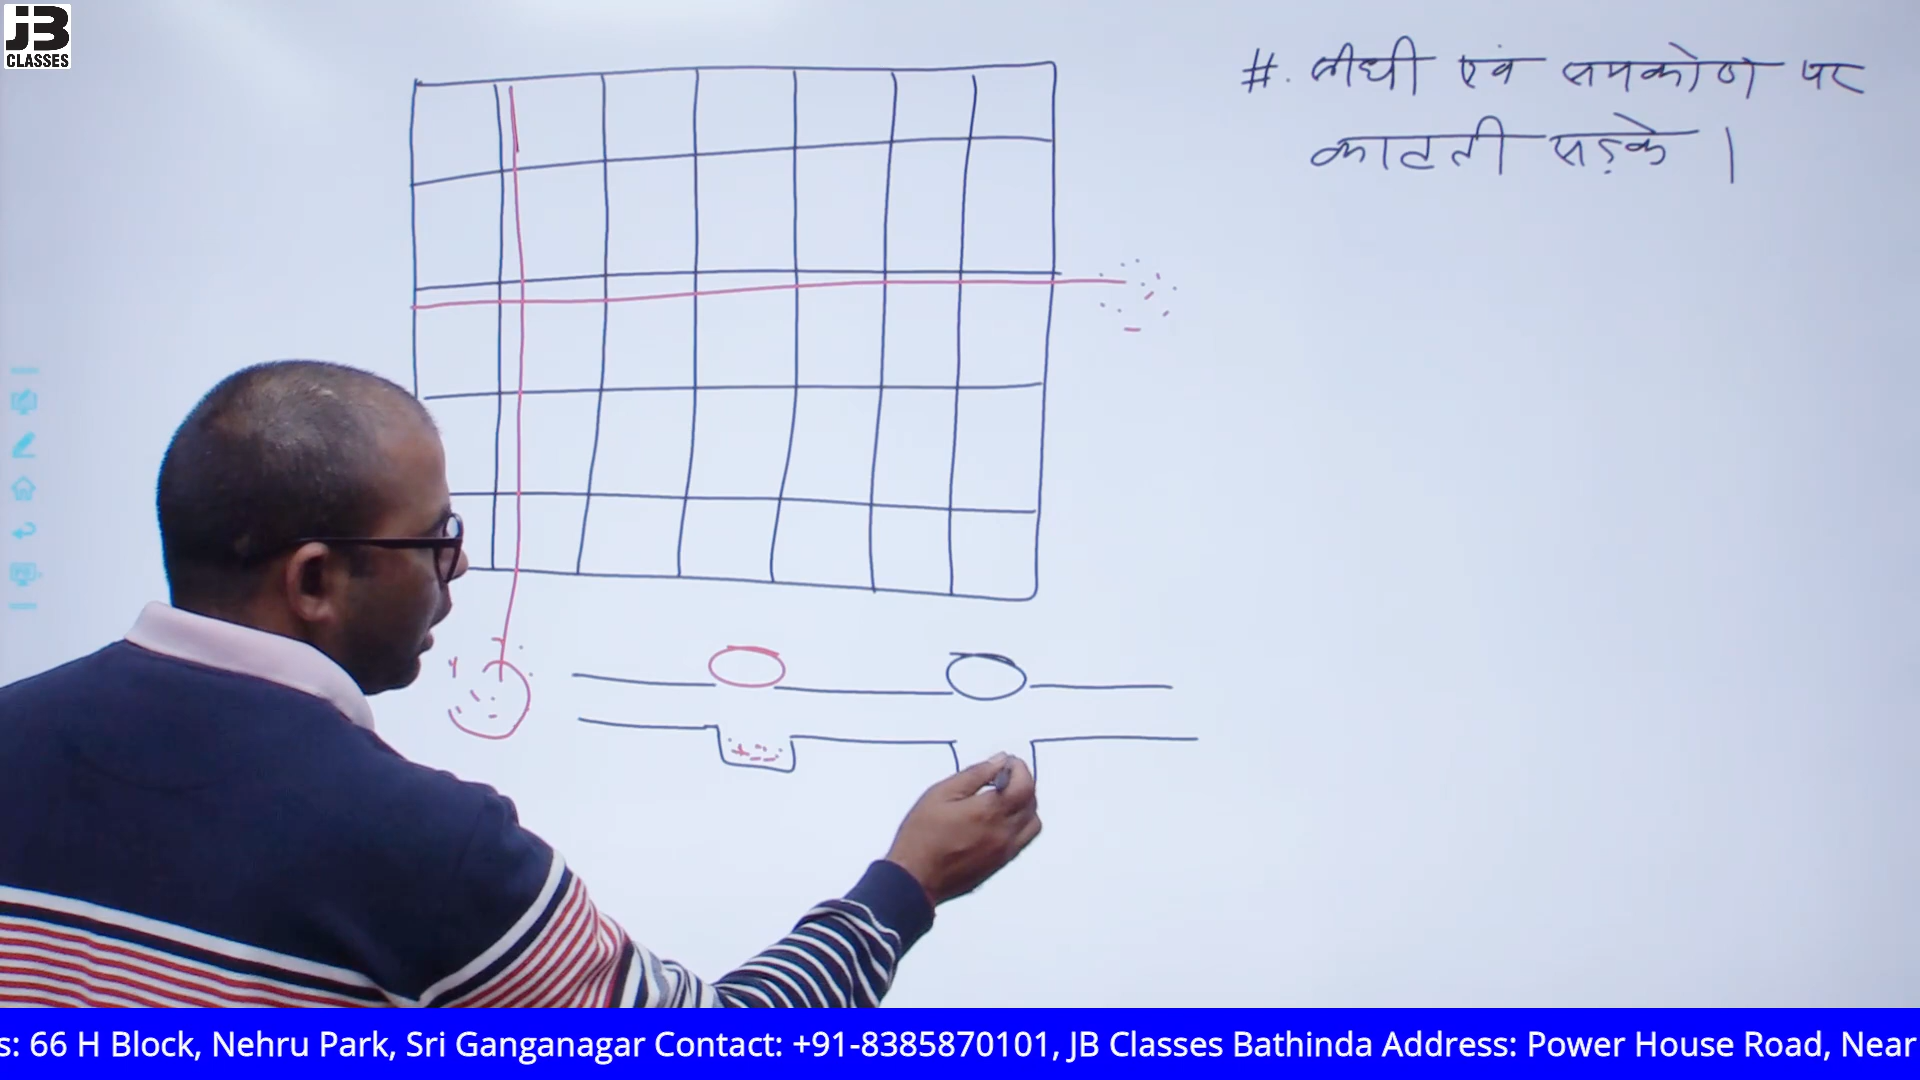 JB
CLASSES
#. सीधी एवं समकोण पर
काटती सड़के |
s: 66 H Block, Nehru Park, Sri Ganganagar Contact: +91-8385870101, JB Classes Bathinda Address: Power House Road, Near